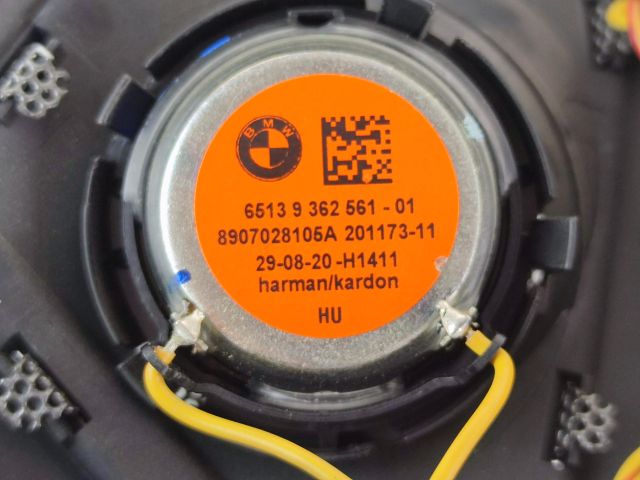 BMW
6513 9 362 561 - 01
8907028105A 201173-11
29-08-20 -H1411
harman/kardon
HU